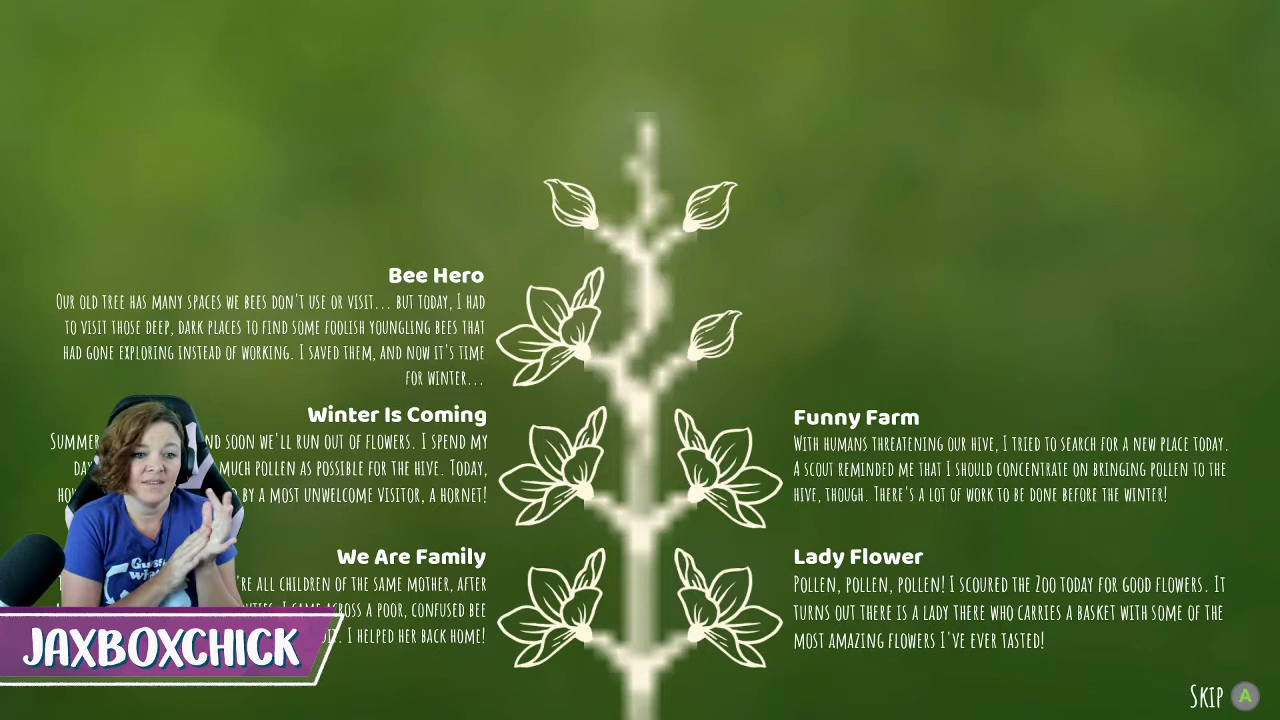 Bee Hero
Our old tree has many spaces we bees don't use or visit... but today, I had
to visit those deep, dark places to find some foolish youngling bees that
had gone exploring instead of working. I saved them, and now it's time
for winter...
Winter Is Coming
Summer nd soon we'll run out of flowers. I spend my
day much pollen as possible for the hive. Today,
by a most unwelcome visitor, a hornet!
Funny Farm
With humans threatening our hive, I tried to search for a new place today.
A scout reminded me that I should concentrate on bringing pollen to the
hive, though. There's a lot of work to be done before the winter!
We Are Family
're all children of the same mother, after
I came across a poor, confused bee
I helped her back home!
Lady Flower
Pollen, pollen, pollen! I scoured the Zoo today for good flowers. It
turns out there is a lady there who carries a basket with some of the
most amazing flowers I've ever tasted!
Guess
what
JAXBOXCHICK
Skip A